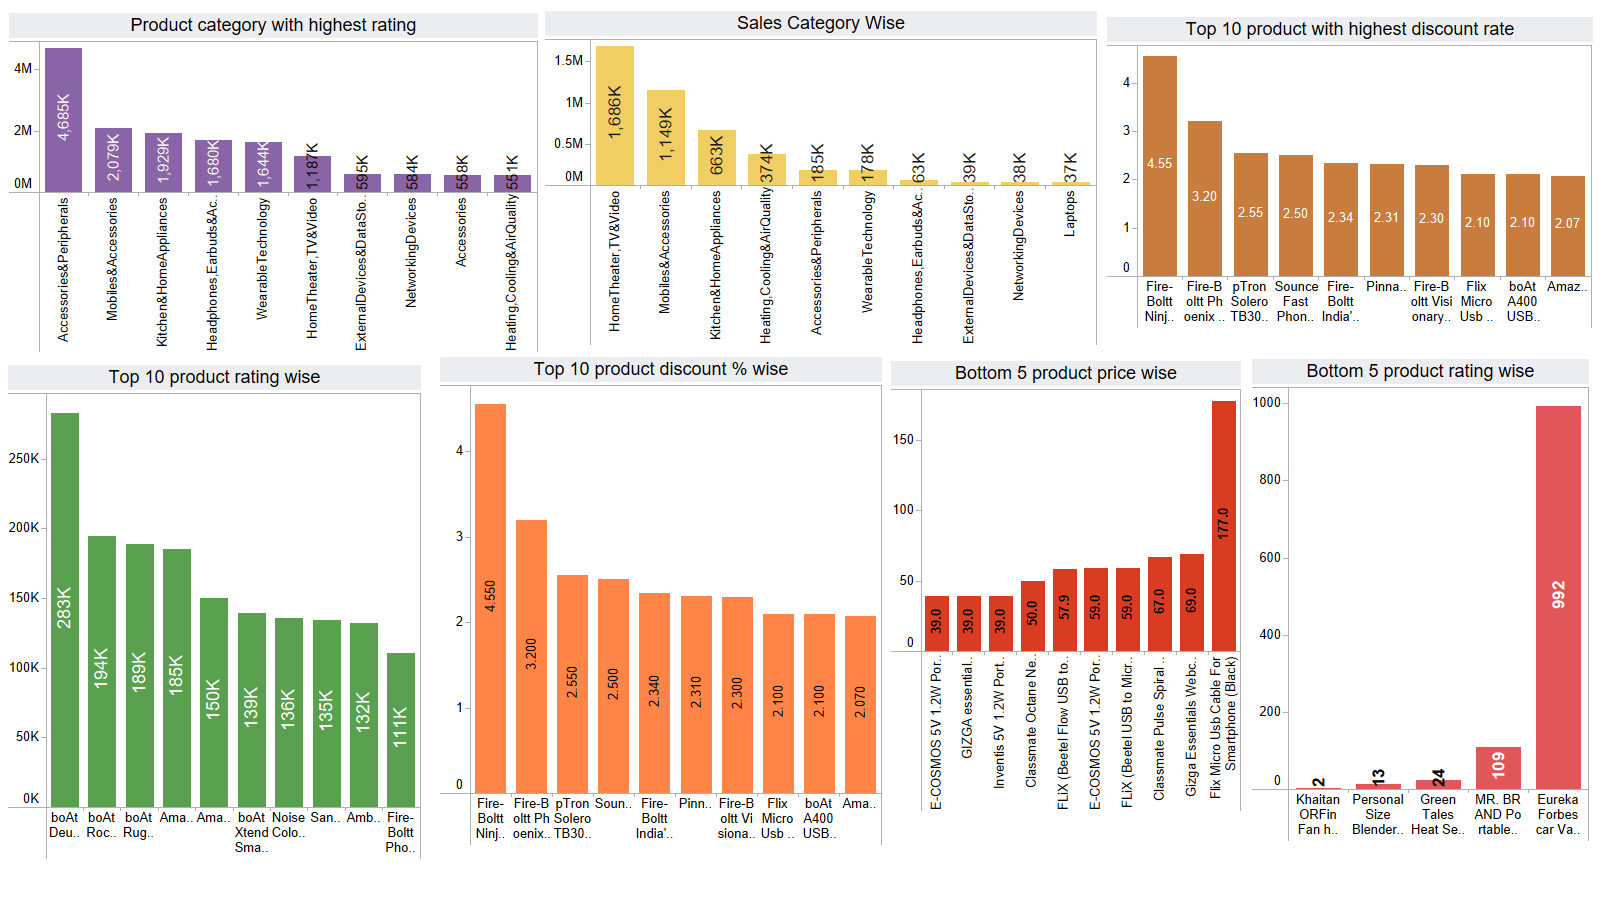 Product category with highest rating
4M
2M
0M
4,685K
2,079K
1,929K
1,680K
1,644K
1,187K
595K
584K
558K
551K
Accessories&Peripherals
Mobiles&Accessories
Kitchen&HomeAppliances
Headphones,Earbuds&Ac..
WearableTechnology
HomeTheater,TV&Video
ExternalDevices&DataSto..
NetworkingDevices
Accessories
Heating,Cooling&AirQuality
Sales Category Wise
1.5M
1M
0.5M
0M
1,686K
1,149K
663K
374K
185K
178K
63K
39K
38K
37K
HomeTheater,TV&Video
Mobiles&Accessories
Kitchen&HomeAppliances
Heating,Cooling&AirQuality
Accessories&Peripherals
WearableTechnology
Headphones,Earbuds&Ac..
ExternalDevices&DataSto..
NetworkingDevices
Laptops
Top 10 product with highest discount rate
4
3
2
1
0
4.55
3.20
2.55
2.50
2.34
2.31
2.30
2.10
2.10
2.07
Fire-
Boltt
Ninj..
Fire-B
oltt Ph
oenix ..
pTron
Solero
TB30..
Sounce
Fast
Phon..
Fire-
Boltt
India'..
Pinna..
Fire-B
oltt Visi
onary..
Flix
Micro
Usb ..
boAt
A400
USB..
Amaz..
Top 10 product rating wise
250K
200K
150K
100K
50K
0K
283K
194K
189K
185K
150K
139K
136K
135K
132K
111K
boAt
Deu..
boAt
Roc..
boAt
Rug..
Ama..
Ama..
boAt
Xtend
Sma..
Noise
Colo..
San..
Amb..
Fire-
Boltt
Pho..
Top 10 product discount % wise
4
3
2
1
0
4.550
3.200
2.550
2.500
2.340
2.310
2.300
2.100
2.100
2.070
Fire-
Boltt
Ninj..
Fire-B
oltt Ph
oenix..
pTron
Solero
TB30..
Soun..
Fire-
Boltt
India'..
Pinn..
Fire-B
oltt Vi
siona..
Flix
Micro
Usb ..
boAt
A400
USB..
Ama..
Bottom 5 product price wise
150
100
50
0
39.0
39.0
39.0
50.0
57.9
59.0
59.0
67.0
69.0
177.0
E-COSMOS 5V 1.2W Por..
GIZGA essential..
Inventis 5V 1.2W Port..
Classmate Octane Ne..
FLiX (Beetel Flow USB to..
E-COSMOS 5V 1.2W Por..
FLiX (Beetel USB to Micr..
Classmate Pulse Spiral ..
Gizga Essentials Webc..
Flix Micro Usb Cable For
Smartphone (Black)
Bottom 5 product rating wise
1000
800
600
400
200
0
2
13
24
109
992
Khaitan
ORFin
Fan h..
Personal
Size
Blender..
Green
Tales
Heat Se..
MR. BR
AND Po
rtable..
Eureka
Forbes
car Va..